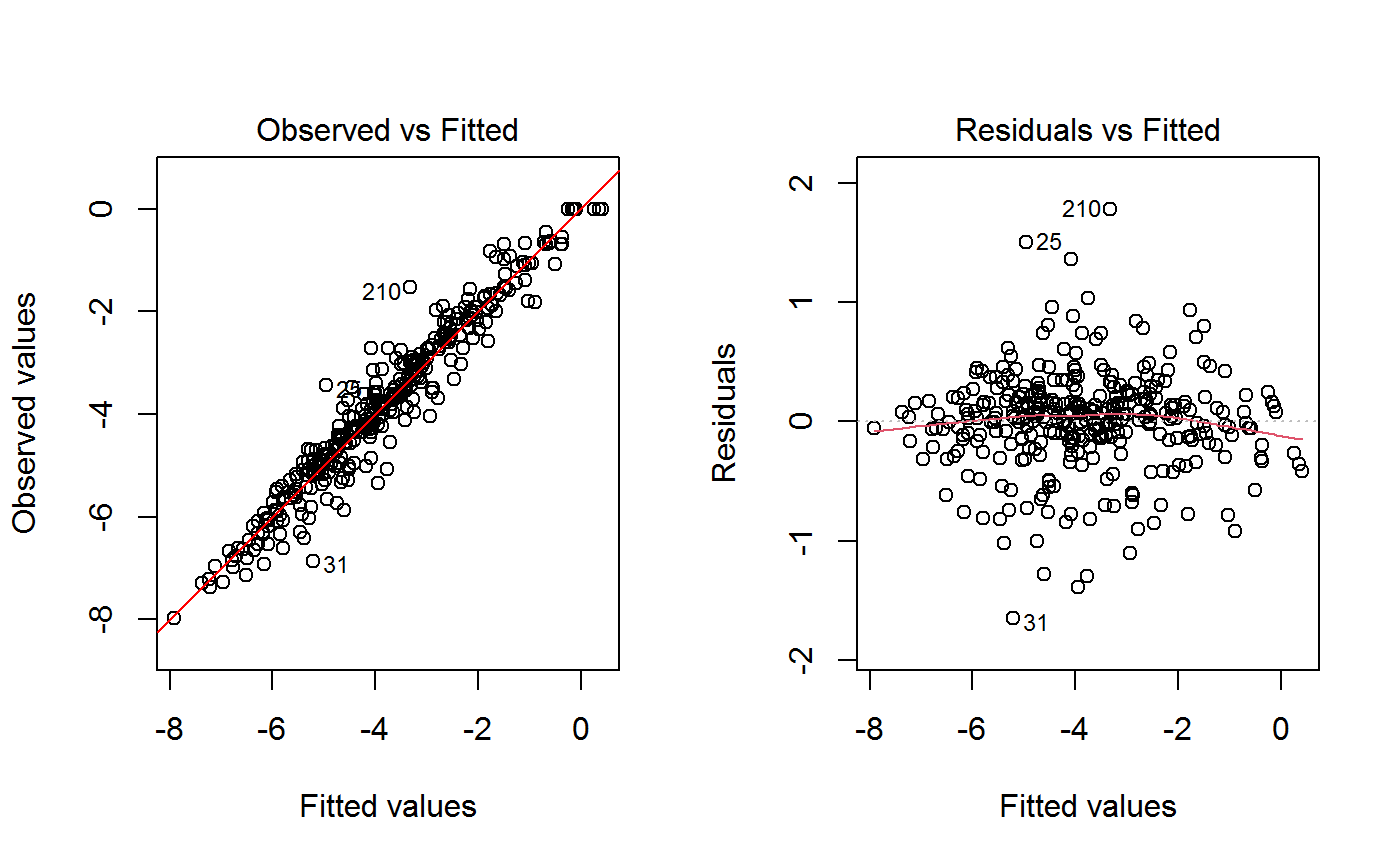 Observed vs Fitted
Observed values
0
-2
-4
-6
-8
210
25
31
-8 -6 -4 -2 0
Fitted values
Residuals vs Fitted
Residuals
2
1
0
-1
-2
210
25
31
-8 -6 -4 -2 0
Fitted values